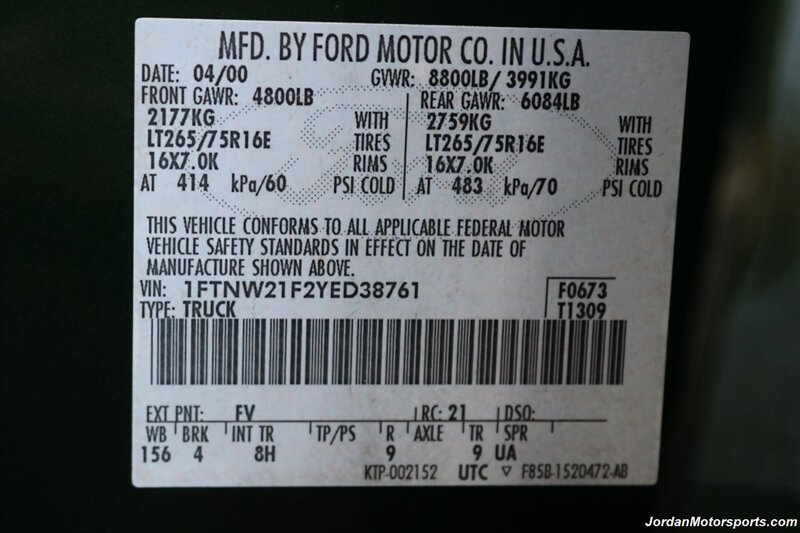 MFD. BY FORD MOTOR CO. IN U.S.A.
DATE: 04/00 GVWR: 8800LB/ 3991KG
FRONT GAWR: 4800LB REAR GAWR: 6084LB
2177KG WITH 2759KG WITH
LT265/75R16E TIRES LT265/75R16E TIRES
16X7.0K RIMS 16X7.0K RIMS
AT 414 kPa/60 PSI COLD AT 483 kPa/70 PSI COLD
THIS VEHICLE CONFORMS TO ALL APPLICABLE FEDERAL MOTOR
VEHICLE SAFETY STANDARDS IN EFFECT ON THE DATE OF
MANUFACTURE SHOWN ABOVE.
VIN: 1FTNW21F2YED38761 F0673
TYPE: TRUCK T1309
EXT PNT: FV RC: 21 DSO:
WB BRK INT TR TP/PS R AXLE TR SPR
156 4 8H 9 9 UA
KTP-002152 UTC ▽ F85B-1520472-AB
JordanMotorsports.com